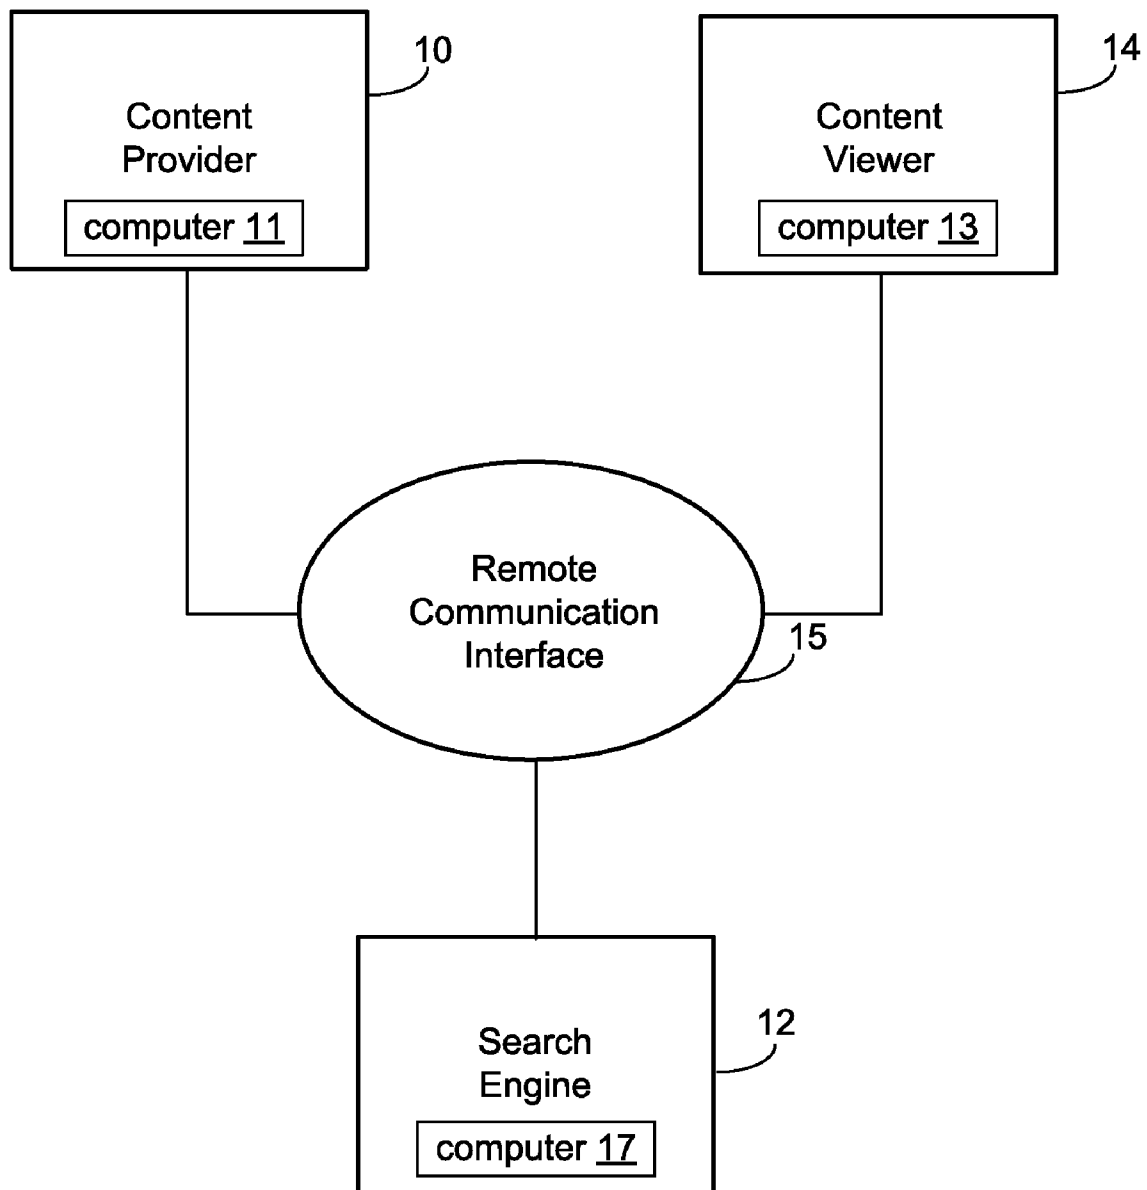 10
Content
Provider
computer 11
14
Content
Viewer
computer 13
Remote
Communication
Interface
15
12
Search
Engine
computer 17